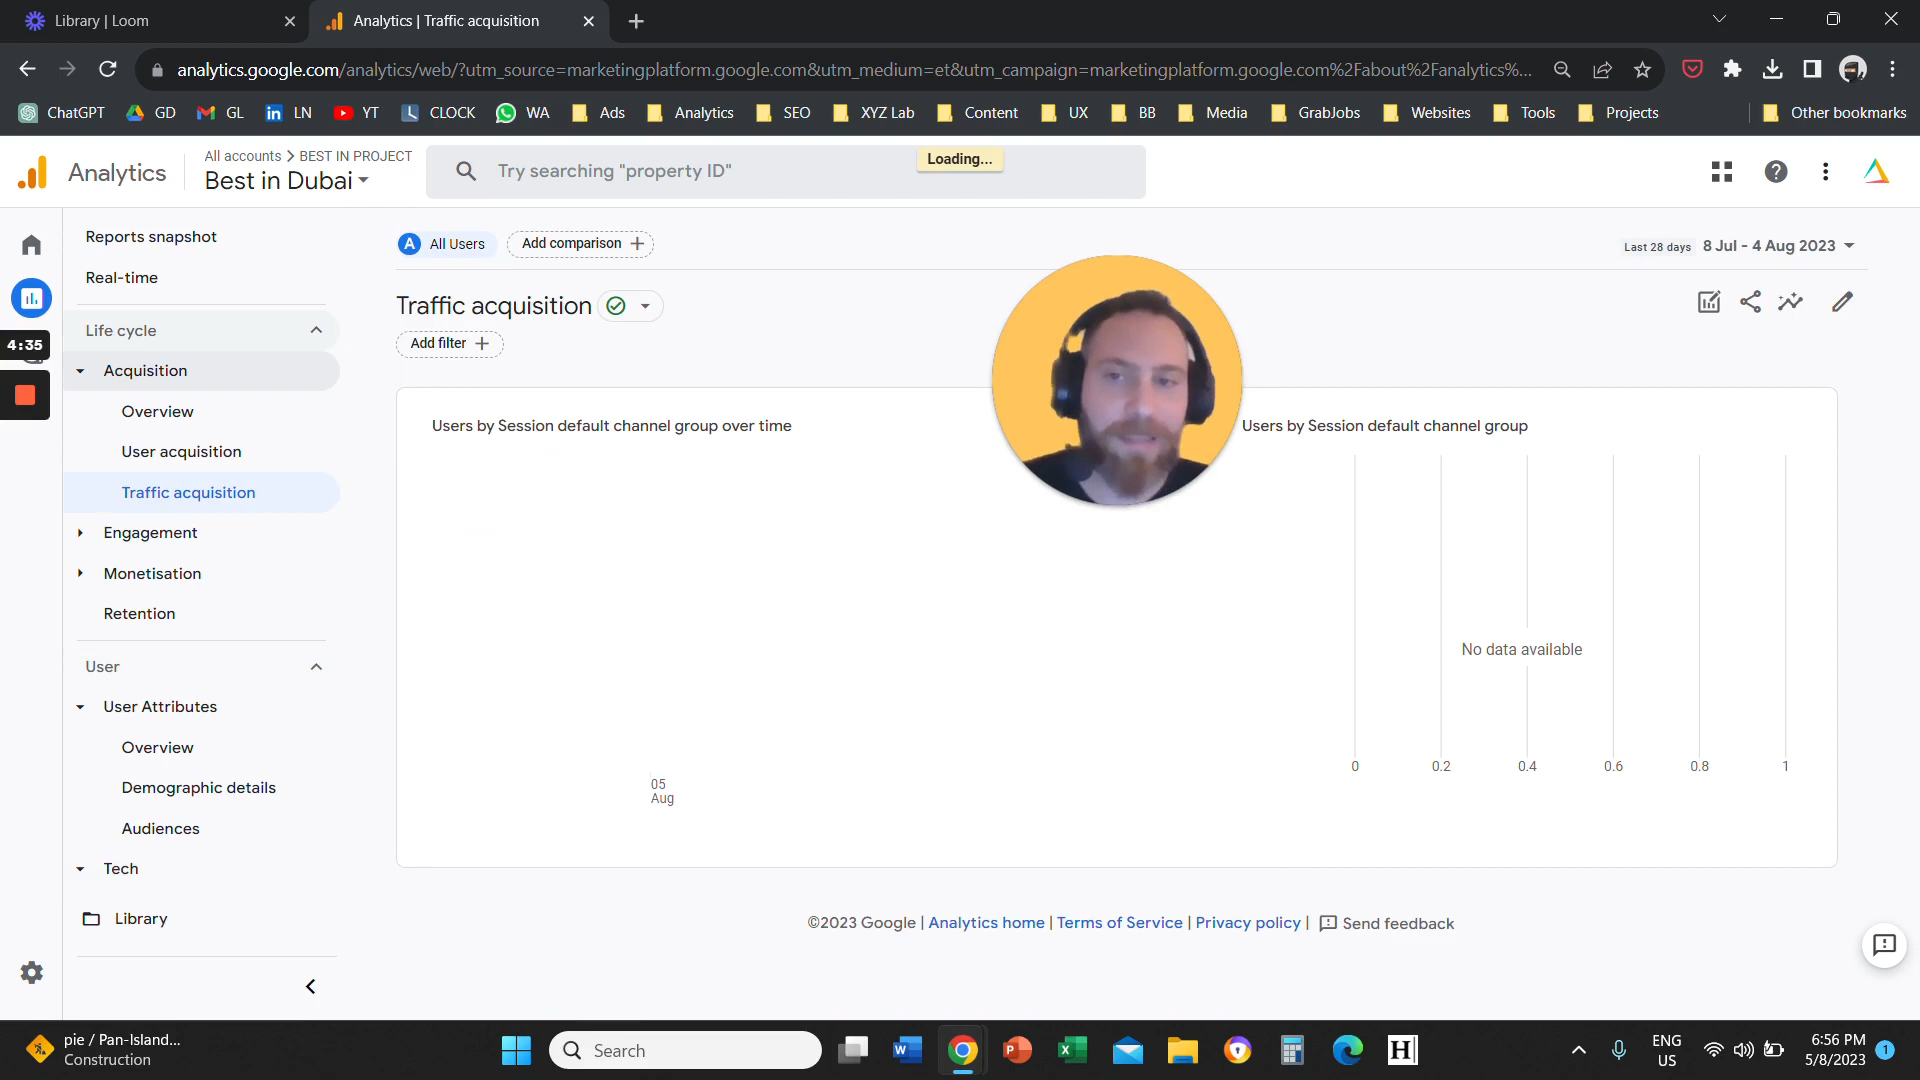 Library | Loom
Analytics | Traffic acquisition
analytics.google.com/analytics/web/?utm_source=marketingplatform.google.com&utm_medium=et&utm_campaign=marketingplatform.google.com%2Fabout%2Fanalytics%...
ChatGPT GD GL LN YT CLOCK WA Ads Analytics SEO XYZ Lab Content UX BB Media GrabJobs Websites Tools Projects Other bookmarks
Analytics
All accounts > BEST IN PROJECT
Best in Dubai
Try searching "property ID"
Loading...
Reports snapshot
Real-time
Life cycle
4:35
Acquisition
Overview
User acquisition
Traffic acquisition
Engagement
Monetisation
Retention
User
User Attributes
Overview
Demographic details
Audiences
Tech
Library
A All Users
Add comparison +
Last 28 days 8 Jul - 4 Aug 2023
Traffic acquisition
Add filter +
Users by Session default channel group over time
05
Aug
Users by Session default channel group
No data available
0 0.2 0.4 0.6 0.8 1
©2023 Google | Analytics home | Terms of Service | Privacy policy | Send feedback
pie / Pan-Island...
Construction
Search
H
ENG
US
6:56 PM
5/8/2023
1